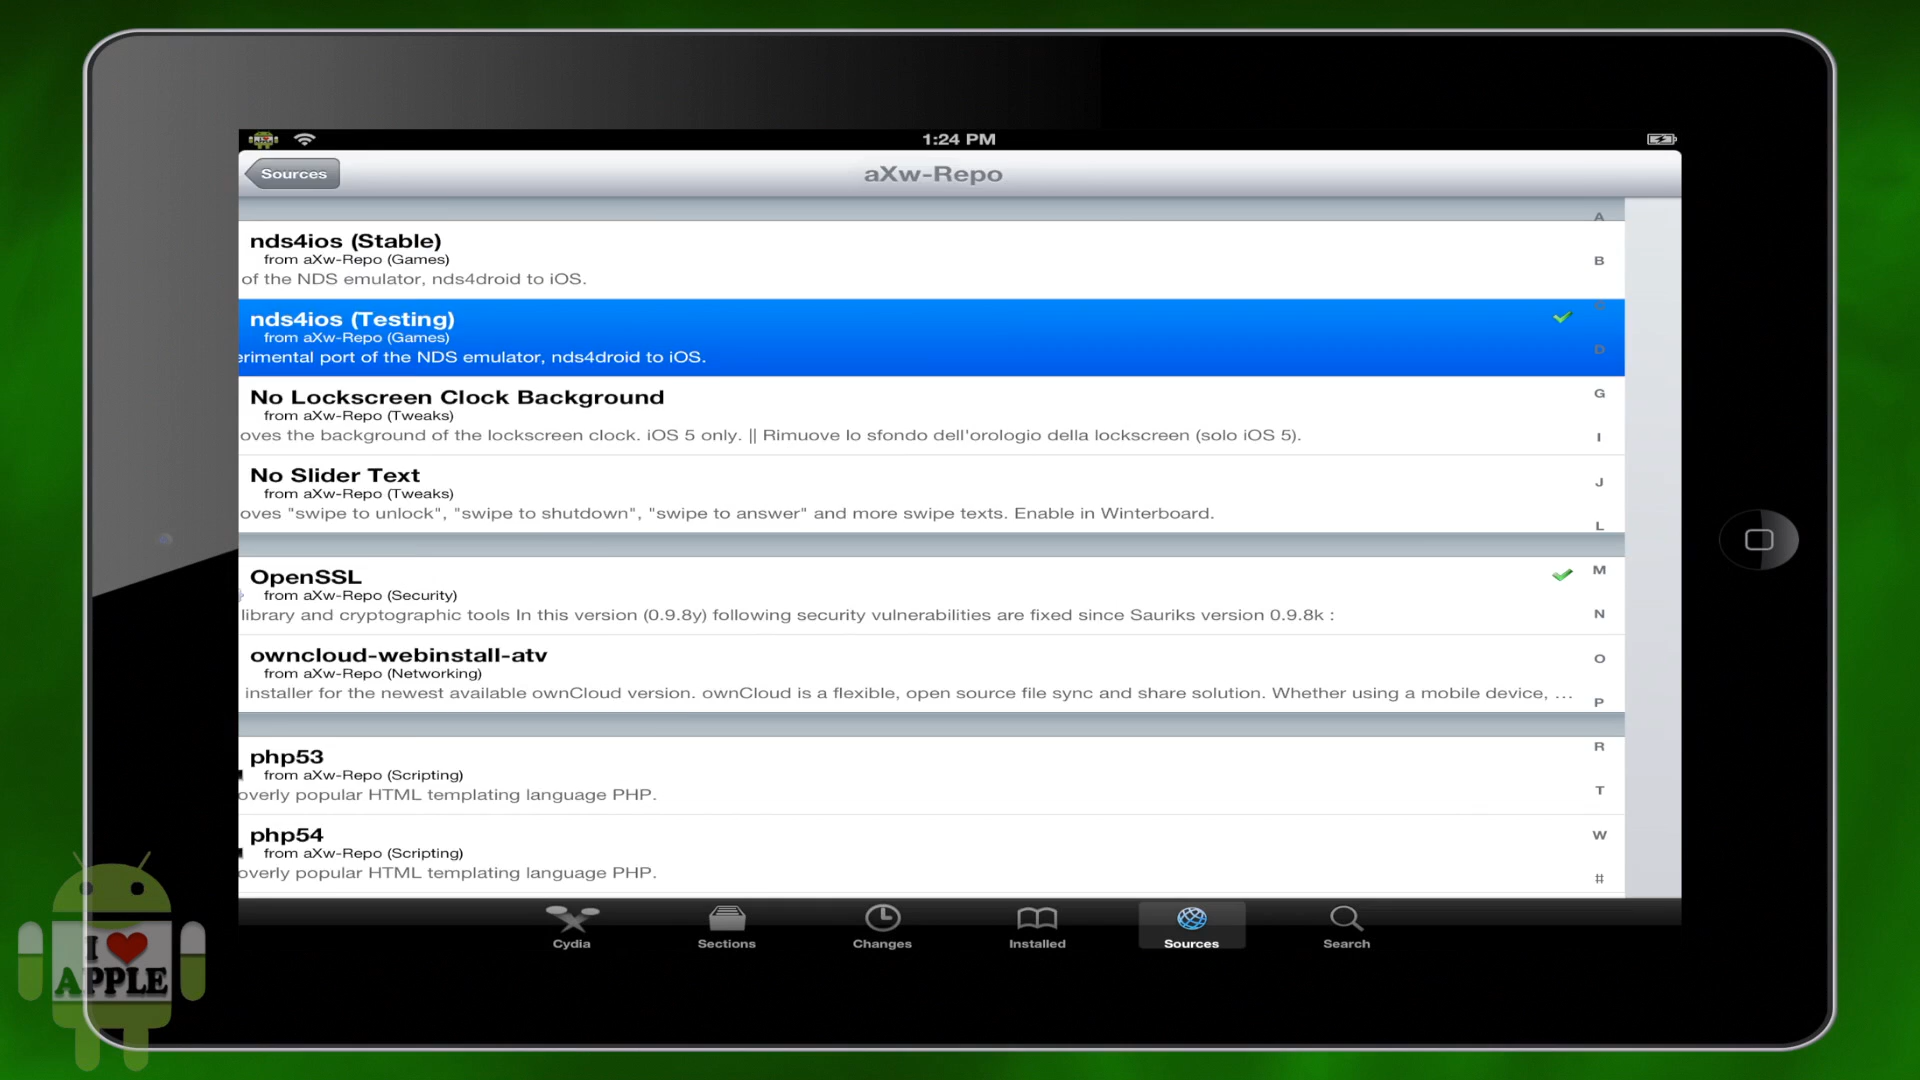 1:24 PM
Sources
aXw-Repo
A
nds4ios (Stable)
from aXw-Repo (Games)
of the NDS emulator, nds4droid to iOS.
B
nds4ios (Testing)
from aXw-Repo (Games)
erimental port of the NDS emulator, nds4droid to iOS.
D
No Lockscreen Clock Background
from aXw-Repo (Tweaks)
oves the background of the lockscreen clock. iOS 5 only. || Rimuove lo sfondo dell'orologio della lockscreen (solo iOS 5).
G
I
No Slider Text
from aXw-Repo (Tweaks)
oves "swipe to unlock", "swipe to shutdown", "swipe to answer" and more swipe texts. Enable in Winterboard.
J
L
OpenSSL
from aXw-Repo (Security)
library and cryptographic tools In this version (0.9.8y) following security vulnerabilities are fixed since Sauriks version 0.9.8k :
M
N
owncloud-webinstall-atv
from aXw-Repo (Networking)
installer for the newest available ownCloud version. ownCloud is a flexible, open source file sync and share solution. Whether using a mobile device, …
O
P
php53
from aXw-Repo (Scripting)
overly popular HTML templating language PHP.
R
T
php54
from aXw-Repo (Scripting)
overly popular HTML templating language PHP.
W
#
Cydia
Sections
Changes
Installed
Sources
Search
I
APPLE